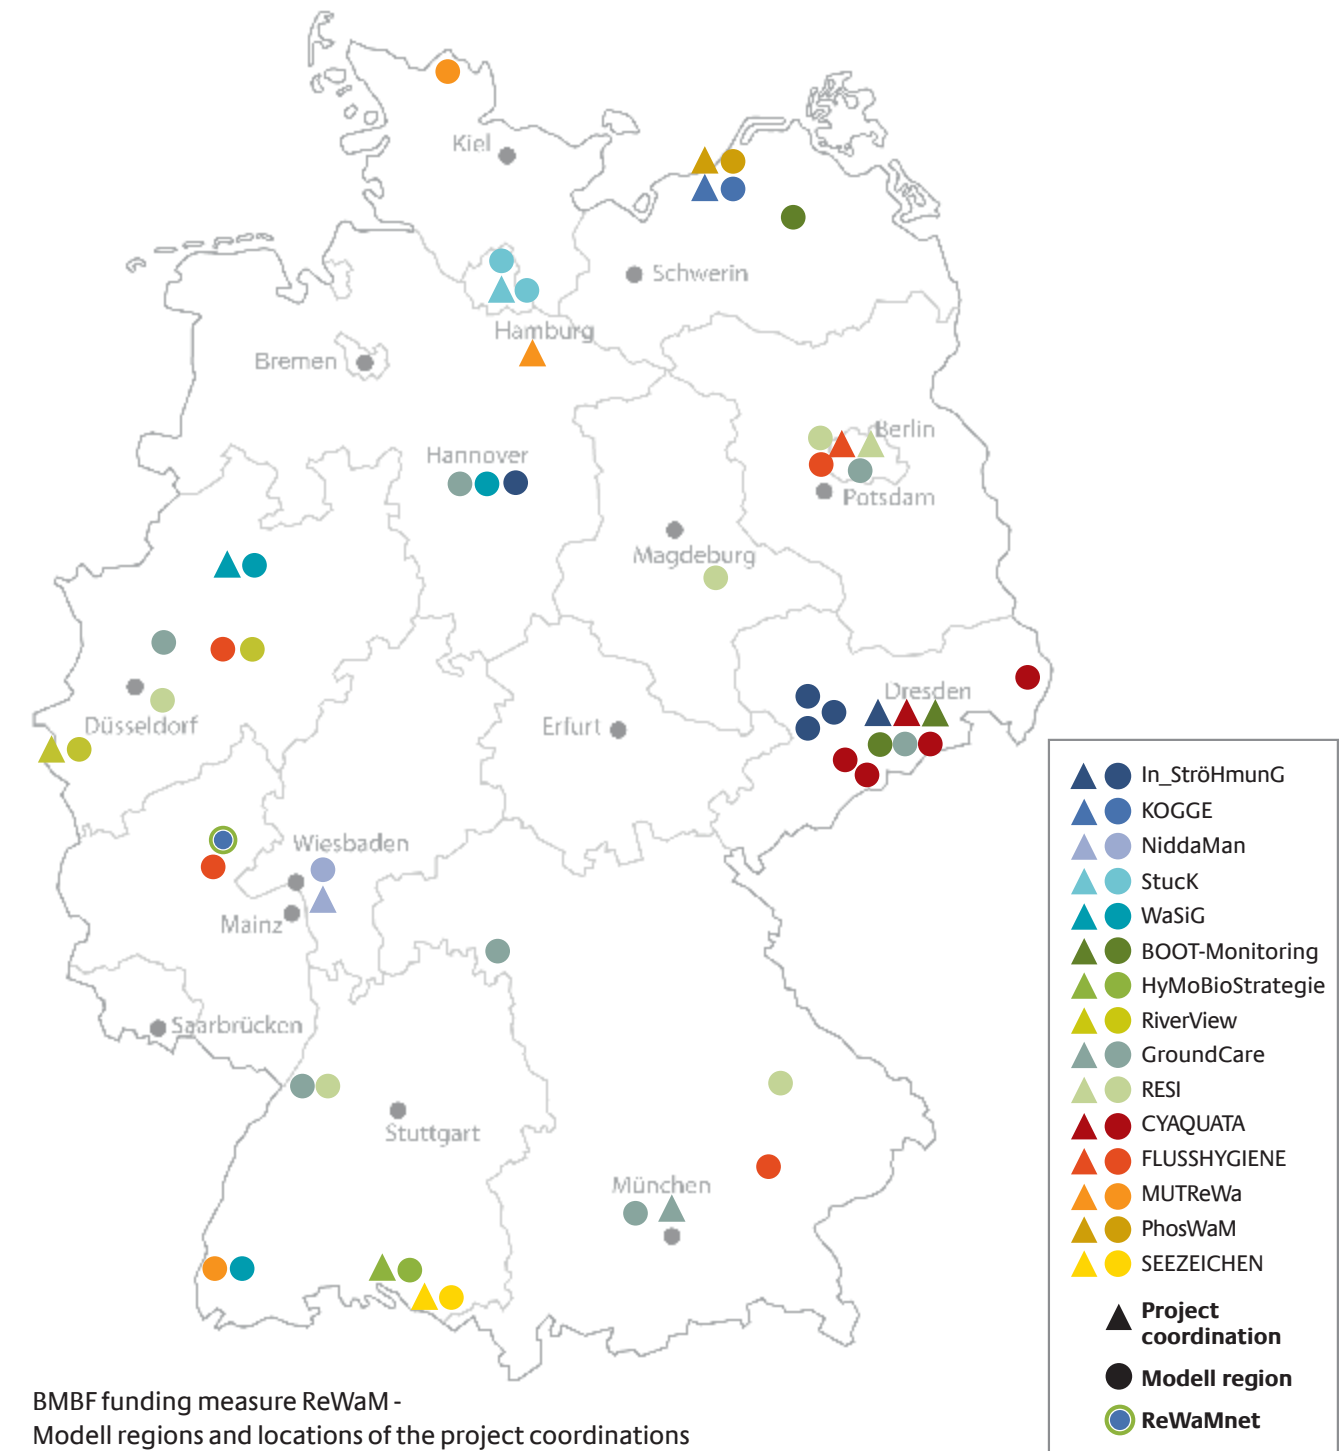 Kiel
Schwerin
Hamburg
Bremen
Berlin
Hannover
Potsdam
Magdeburg
Dresden
Düsseldorf
Erfurt
Wiesbaden
Mainz
Saarbrücken
Stuttgart
München
In_StröHmunG
KOGGE
NiddaMan
StucK
WaSiG
BOOT-Monitoring
HyMoBioStrategie
RiverView
GroundCare
RESI
CYAQUATA
FLUSSHYGIENE
MUTReWa
PhosWaM
SEEZEICHEN
Project
coordination
Modell region
ReWaMnet
BMBF funding measure ReWaM -
Modell regions and locations of the project coordinations